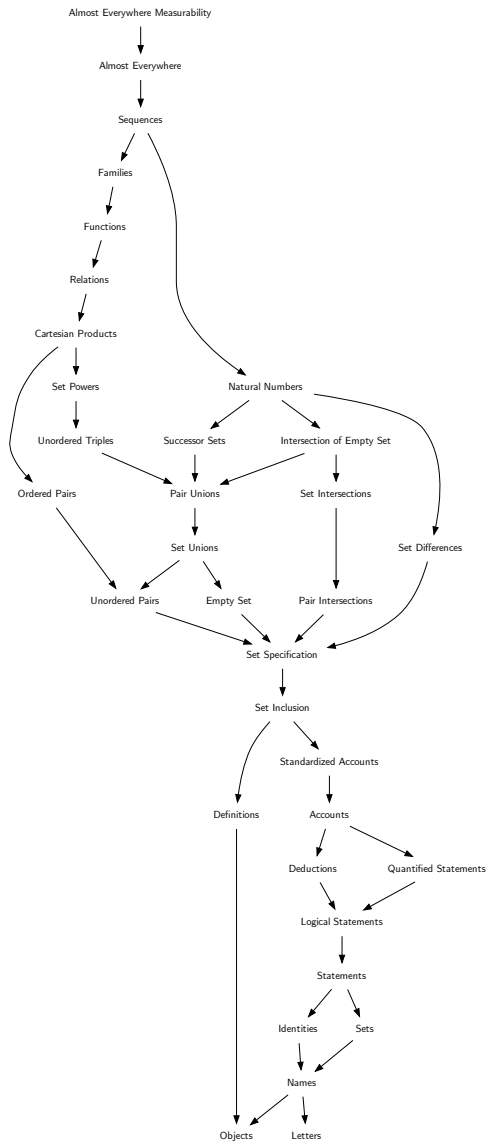 Almost Everywhere Measurability
Almost Everywhere
Sequences
Families
Functions
Relations
Cartesian Products
Set Powers
Natural Numbers
Unordered Triples
Successor Sets
Intersection of Empty Set
Ordered Pairs
Pair Unions
Set Intersections
Set Unions
Set Differences
Unordered Pairs
Empty Set
Pair Intersections
Set Specification
Set Inclusion
Standardized Accounts
Definitions
Accounts
Deductions
Quantified Statements
Logical Statements
Statements
Identities
Sets
Names
Objects
Letters